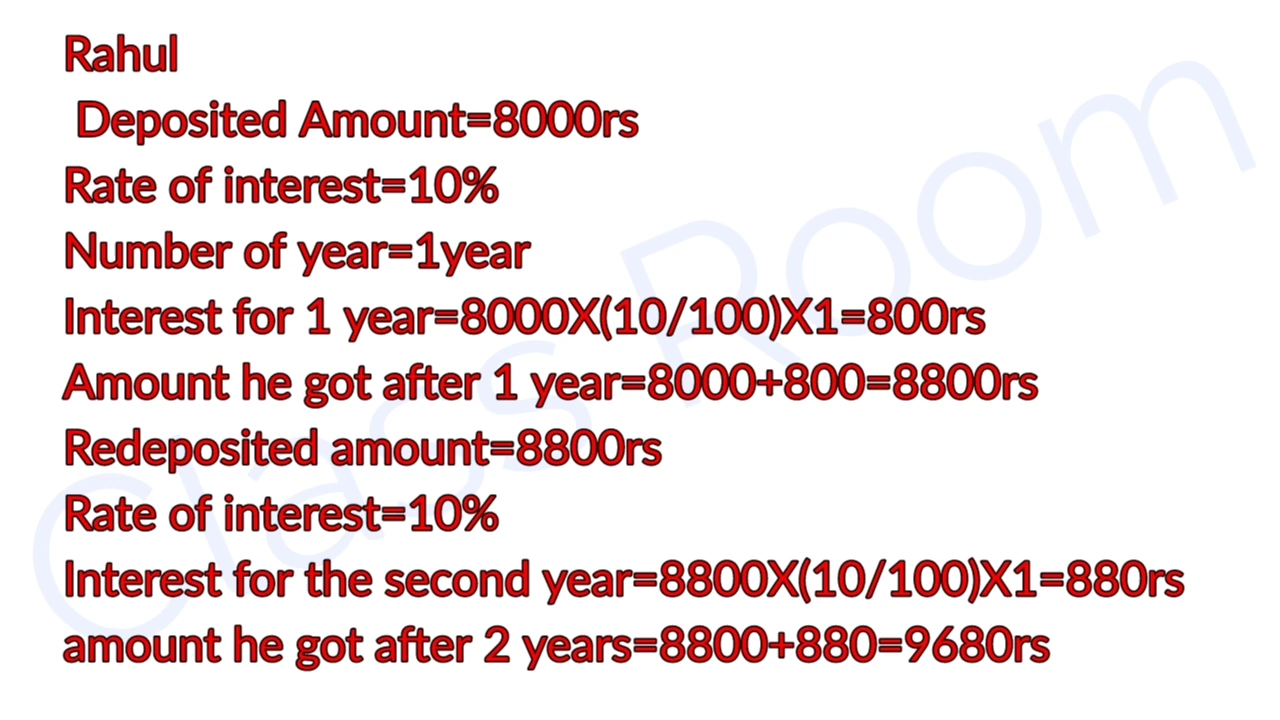 Rahul
Deposited Amount=8000rs
Rate of interest=10%
Number of year=1year
Interest for 1 year=8000X(10/100)X1=800rs
Amount he got after 1 year=8000+800=8800rs
Redeposited amount=8800rs
Rate of interest=10%
Interest for the second year=8800X(10/100)X1=880rs
amount he got after 2 years=8800+880=9680rs
Class Room